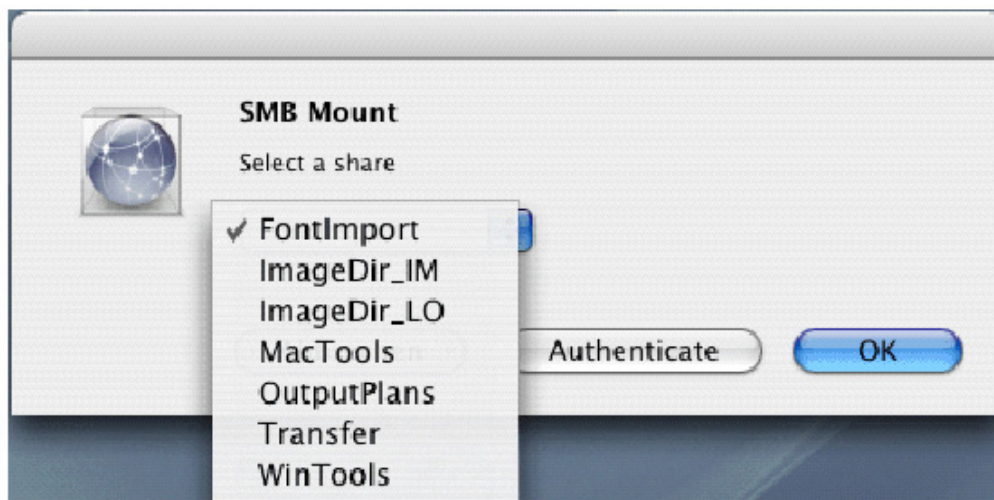 SMB Mount
Select a share
✓ FontImport
ImageDir_IM
ImageDir_LO
MacTools
OutputPlans
Transfer
WinTools
Authenticate
OK